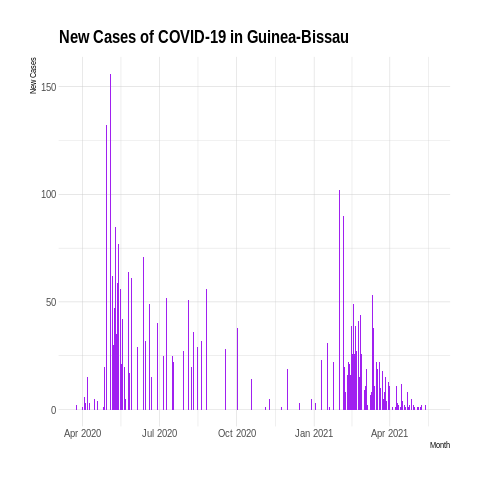 New Cases of COVID-19 in Guinea-Bissau
New Cases
150
100
50
0
Apr 2020 Jul 2020 Oct 2020 Jan 2021 Apr 2021
Month